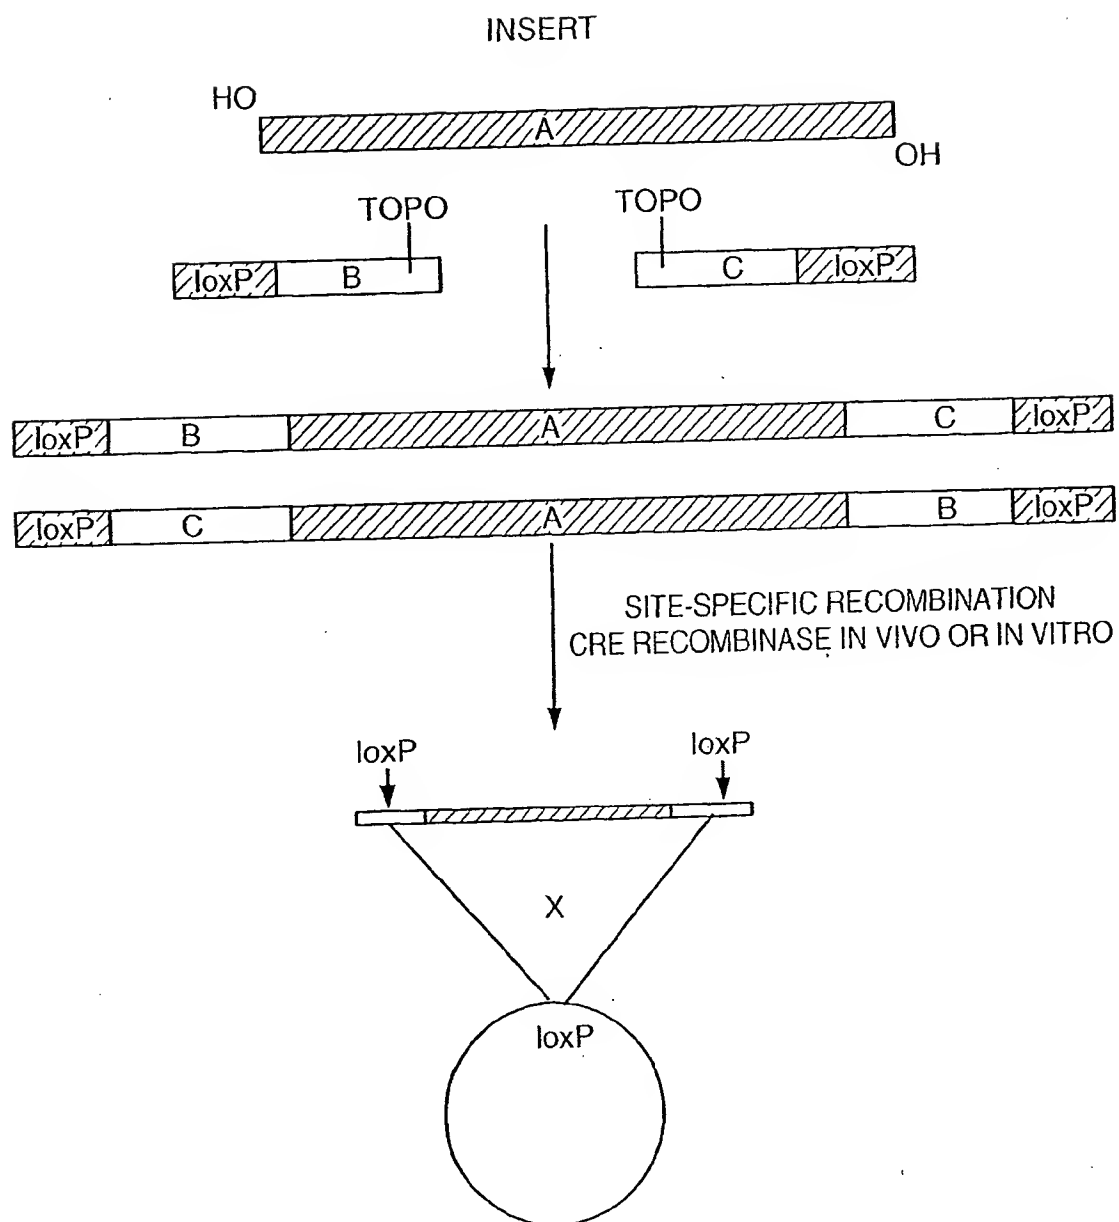 INSERT
HO
A
OH
TOPO
TOPO
loxP B
C loxP
loxP B A C loxP
loxP C A B loxP
SITE-SPECIFIC RECOMBINATION
CRE RECOMBINASE IN VIVO OR IN VITRO
loxP
loxP
X
loxP